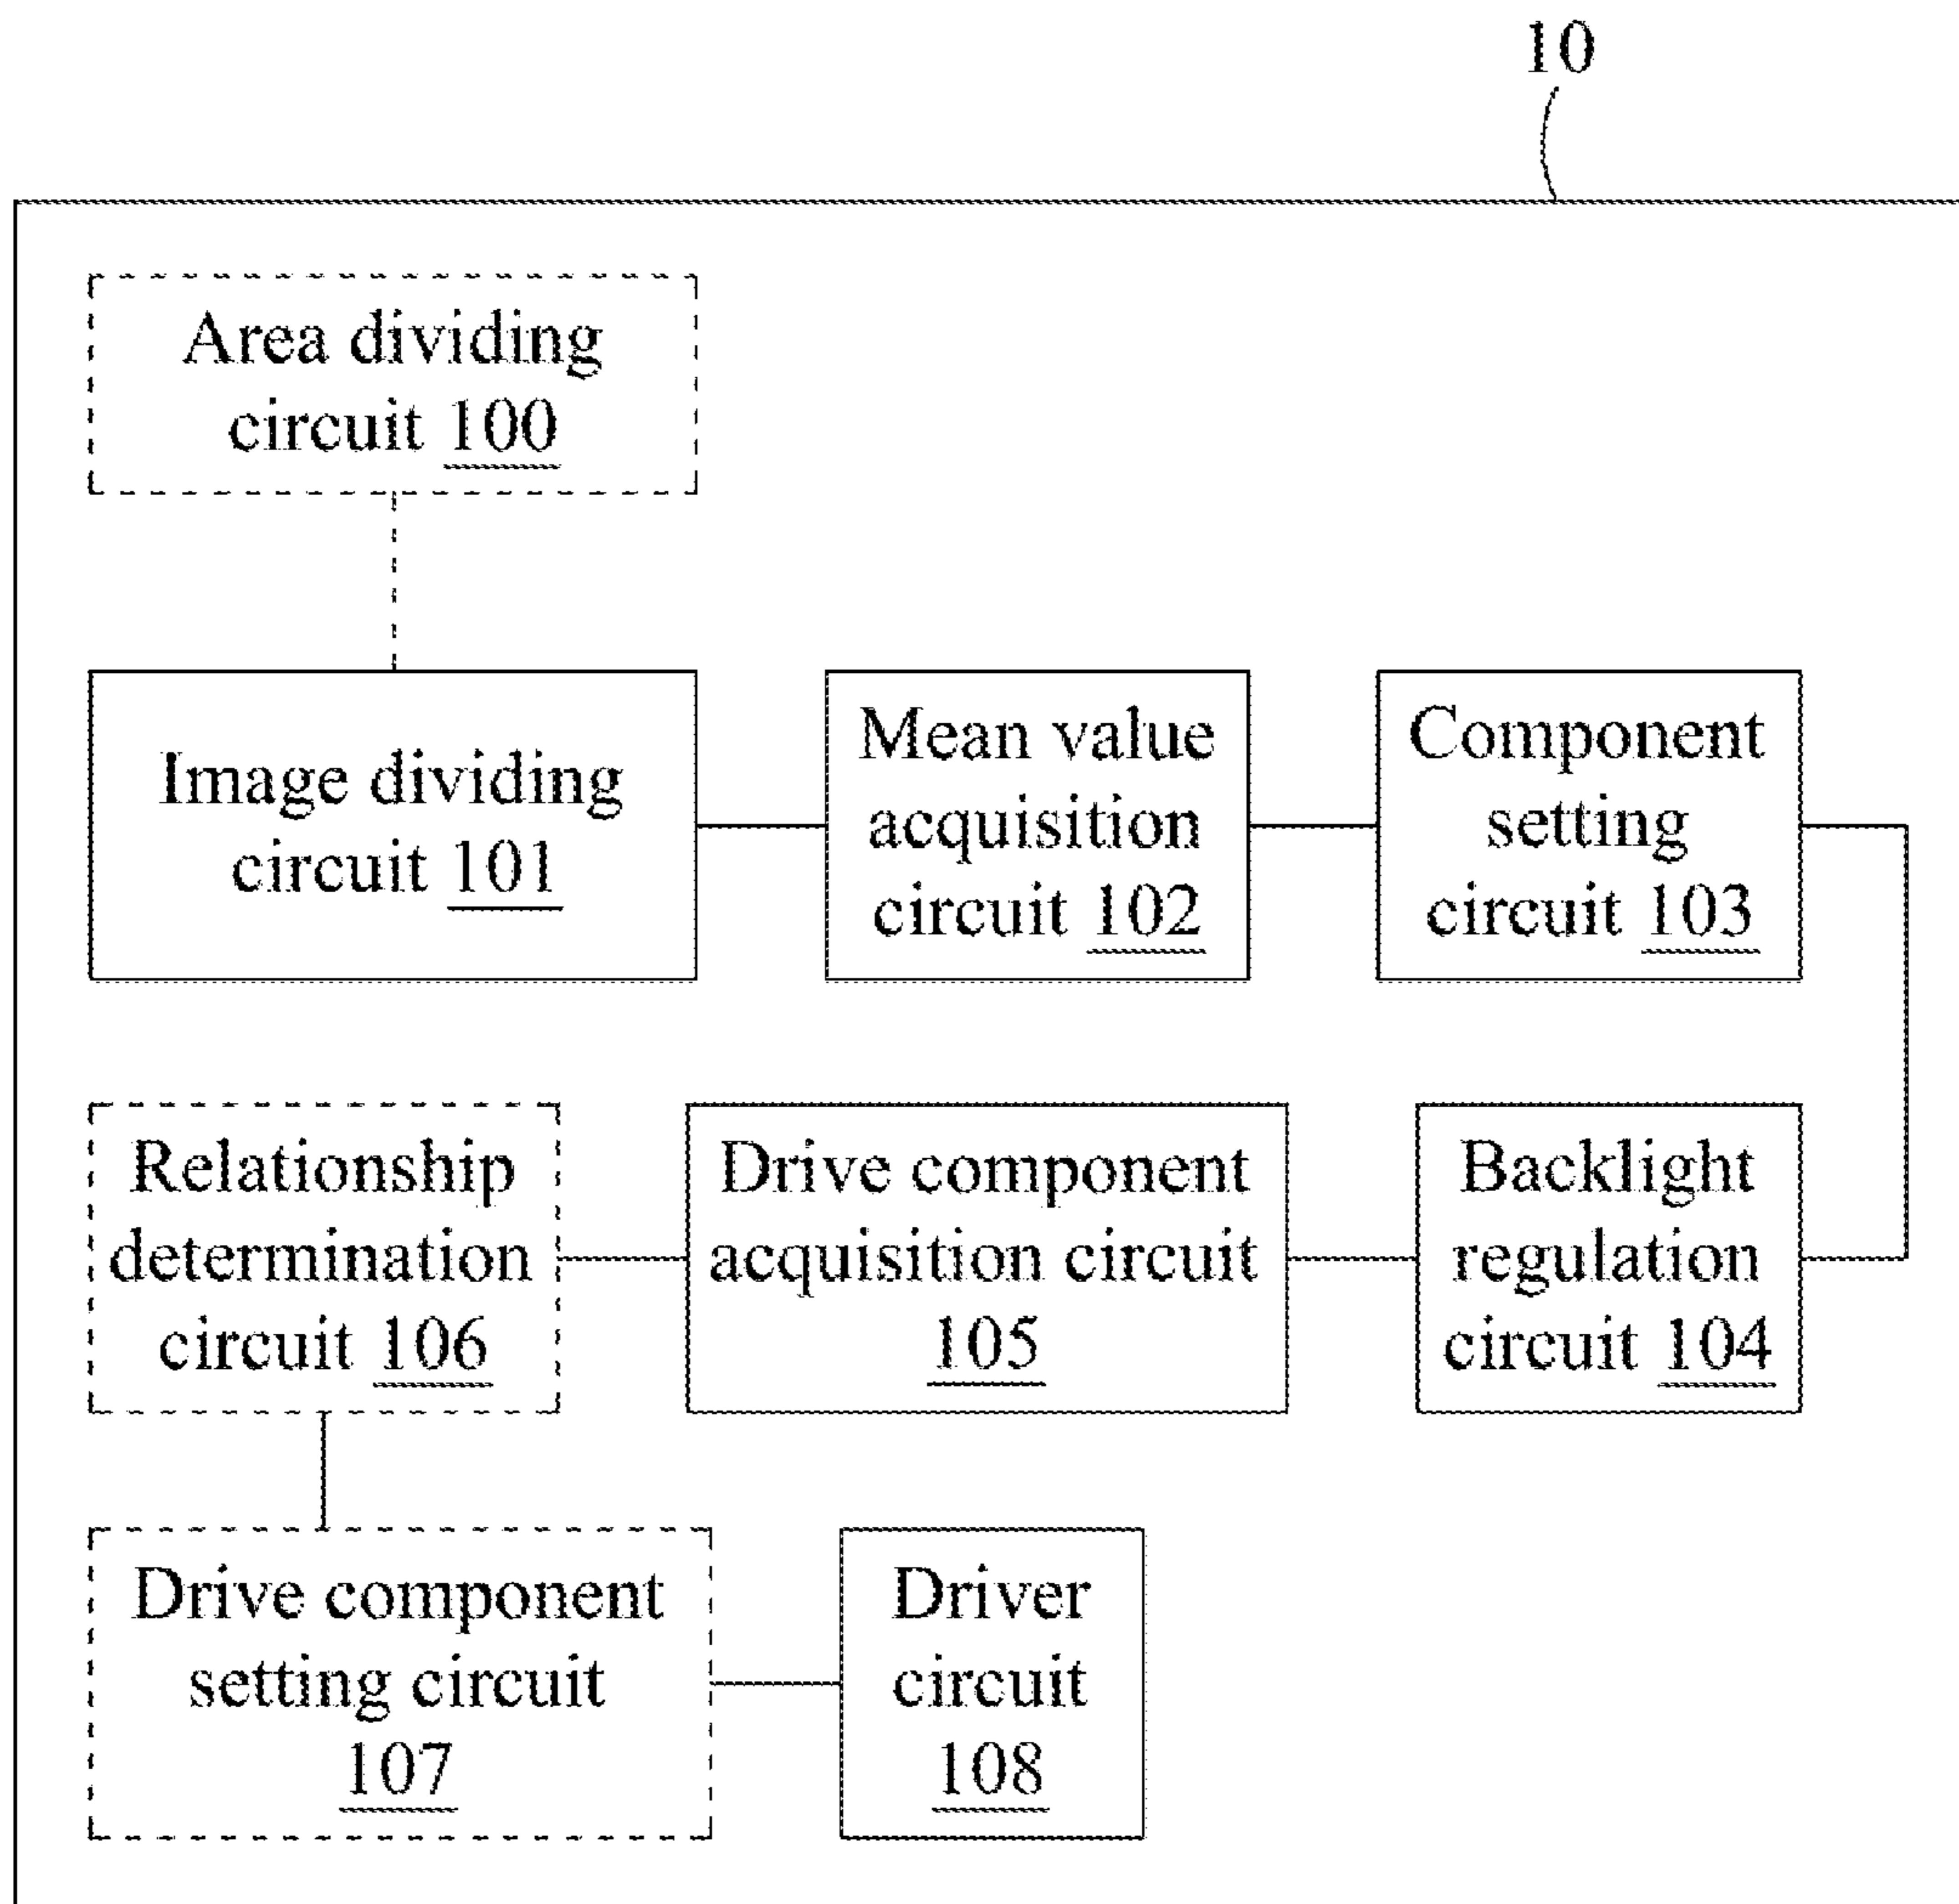 10
Area dividing
circuit 100
Image dividing
circuit 101
Mean value
acquisition
circuit 102
Component
setting
circuit 103
Relationship
determination
circuit 106
Drive component
acquisition circuit
105
Backlight
regulation
circuit 104
Drive component
setting circuit
107
Driver
circuit
108